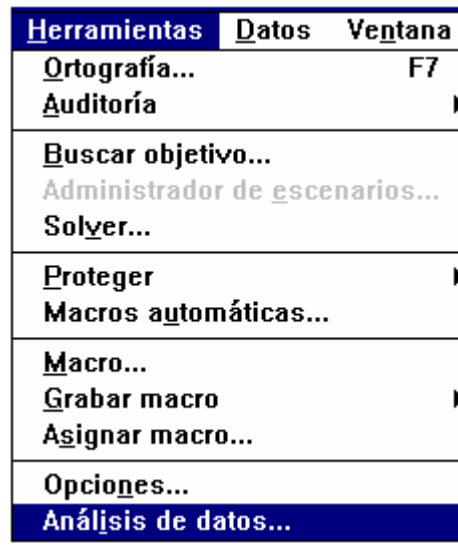 Herramientas Datos Ventana
Ortografía... F7
Auditoría
Buscar objetivo...
Administrador de escenarios...
Solver...
Proteger
Macros automáticas...
Macro...
Grabar macro
Asignar macro...
Opciones...
Análisis de datos...